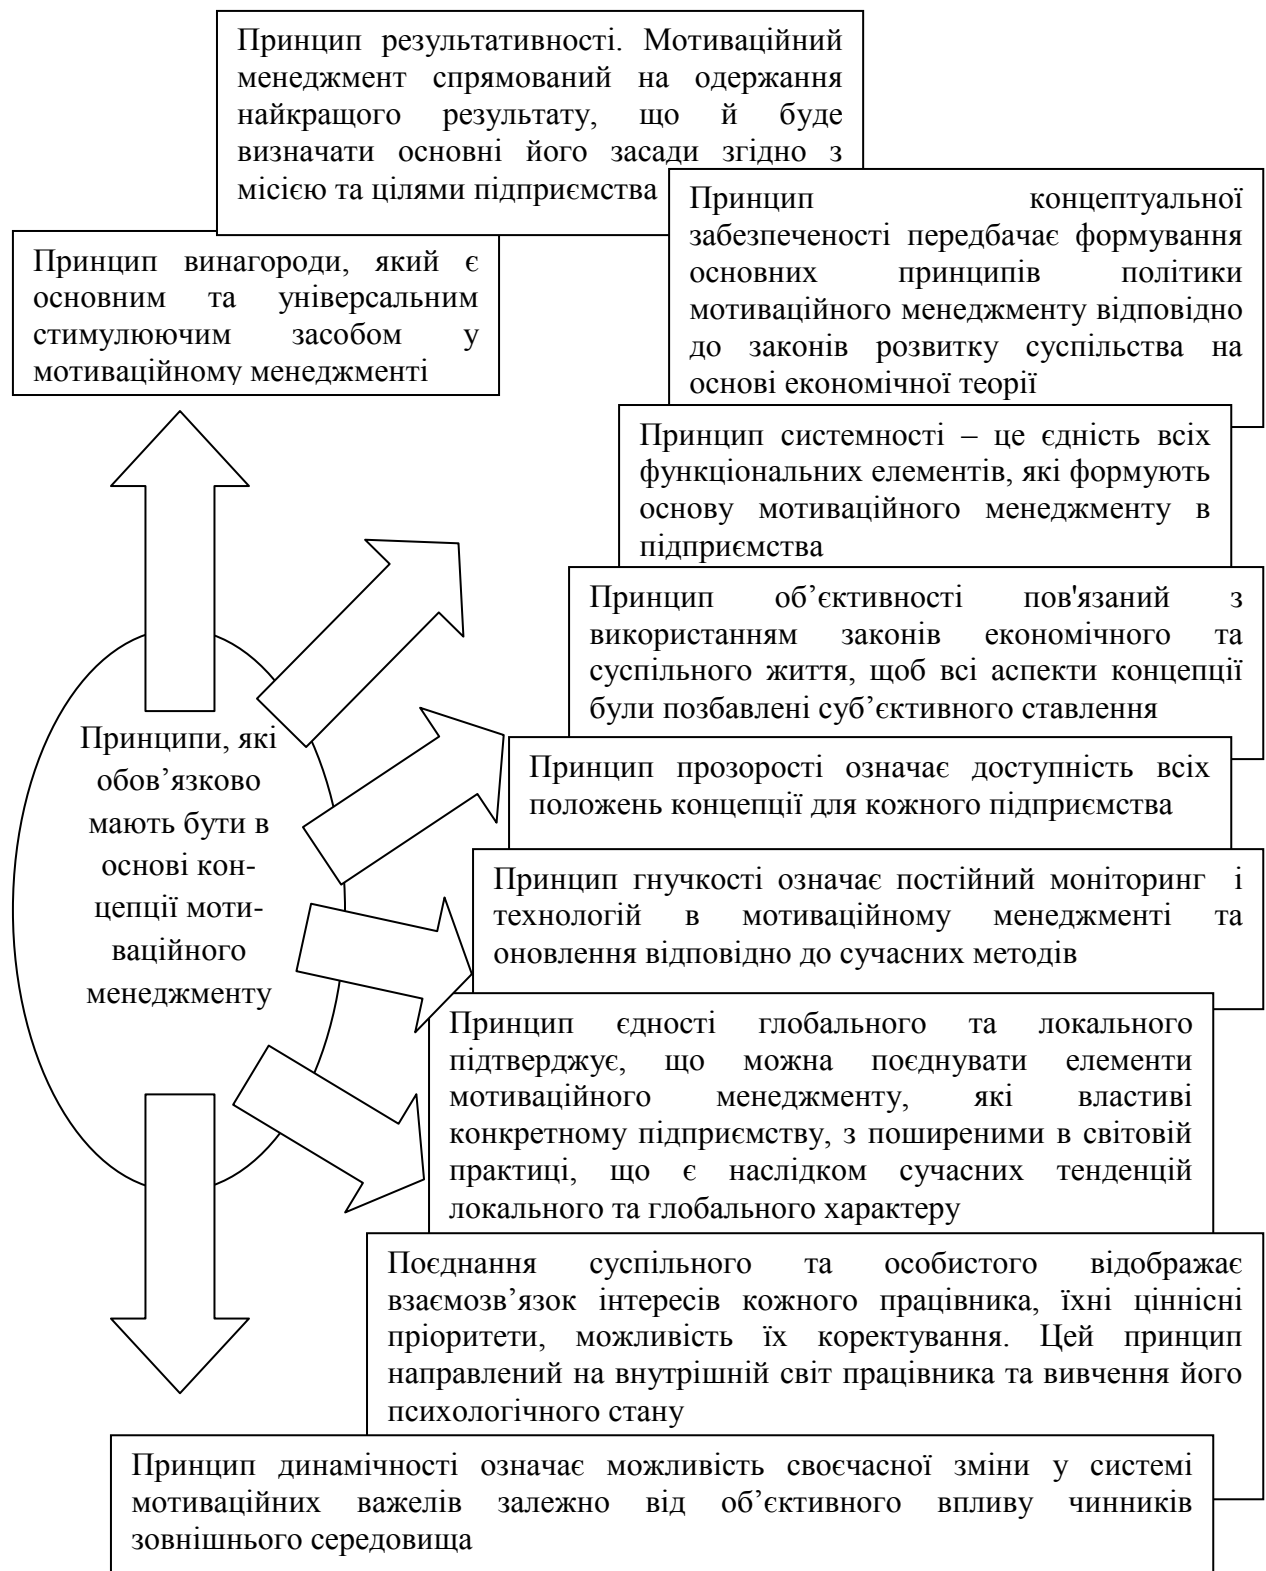 Принцип результативності. Мотиваційний
менеджмент спрямований на одержання
найкращого результату, що й буде
визначати основні його засади згідно з
місією та цілями підприємства
Принцип концептуальної
забезпеченості передбачає формування
основних принципів політики
мотиваційного менеджменту відповідно
до законів розвитку суспільства на
основі економічної теорії
Принцип винагороди, який є
основним та універсальним
стимулюючим засобом у
мотиваційному менеджменті
Принцип системності – це єдність всіх
функціональних елементів, які формують
основу мотиваційного менеджменту в
підприємства
Принцип об’єктивності пов'язаний з
використанням законів економічного та
суспільного життя, щоб всі аспекти концепції
були позбавлені суб’єктивного ставлення
Принципи, які
обов’язково
мають бути в
основі кон-
цепції моти-
ваційного
менеджменту
Принцип прозорості означає доступність всіх
положень концепції для кожного підприємства
Принцип гнучкості означає постійний моніторинг і
технологій в мотиваційному менеджменті та
оновлення відповідно до сучасних методів
Принцип єдності глобального та локального
підтверджує, що можна поєднувати елементи
мотиваційного менеджменту, які властиві
конкретному підприємству, з поширеними в світовій
практиці, що є наслідком сучасних тенденцій
локального та глобального характеру
Поєднання суспільного та особистого відображає
взаємозв’язок інтересів кожного працівника, їхні ціннісні
пріоритети, можливість їх коректування. Цей принцип
направлений на внутрішній світ працівника та вивчення його
психологічного стану
Принцип динамічності означає можливість своєчасної зміни у системі
мотиваційних важелів залежно від об’єктивного впливу чинників
зовнішнього середовища